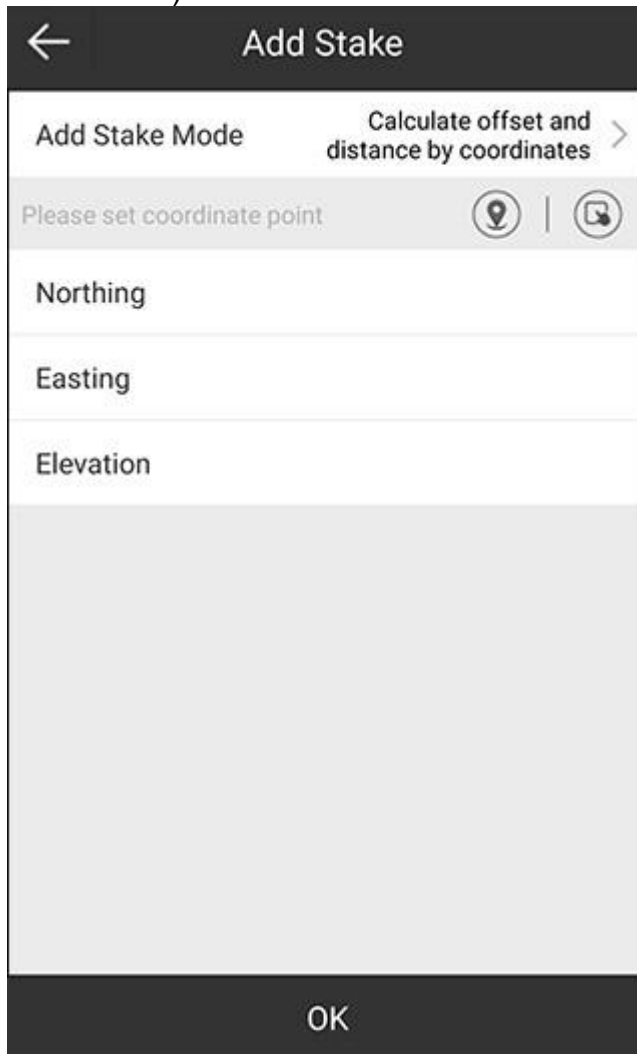 Add Stake
Add Stake Mode
Calculate offset and
distance by coordinates
Please set coordinate point
Northing
Easting
Elevation
OK